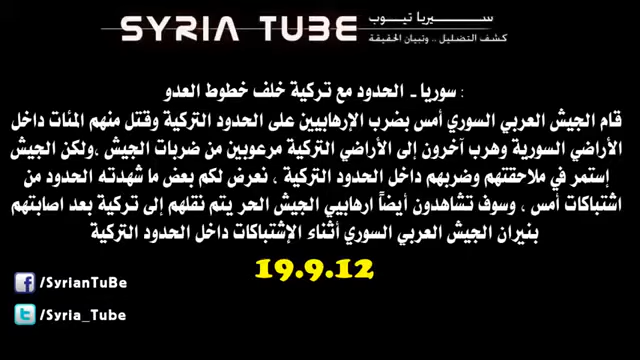 SYRIA TUBE
سيريا تيوب
كشف التضليل .. وتبيان الحقيقة
سوريا - الحدود مع تركية خلف خطوط العدو :
قام الجيش العربي السوري أمس بضرب الإرهابيين على الحدود التركية وقتل منهم المئات داخل
الأراضي السورية وهرب آخرون إلى الأراضي التركية مرعوبين من ضربات الجيش ،ولكن الجيش
إستمر في ملاحقتهم وضربهم داخل الحدود التركية ، نعرض لكم بعض ما شهدته الحدود من
اشتباكات أمس ، وسوف تشاهدون أيضاً ارهابيي الجيش الحر يتم نقلهم إلى تركية بعد اصابتهم
بنيران الجيش العربي السوري أثناء الإشتباكات داخل الحدود التركية
19.9.12
/SyrianTuBe
/Syria_Tube